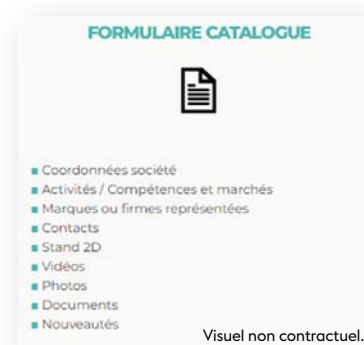 FORMULAIRE CATALOGUE
Coordonnées société
Activités / Compétences et marchés
Marques ou firmes représentées
Contacts
Stand 2D
Vidéos
Photos
Documents
Nouveautés
Visuel non contractuel.